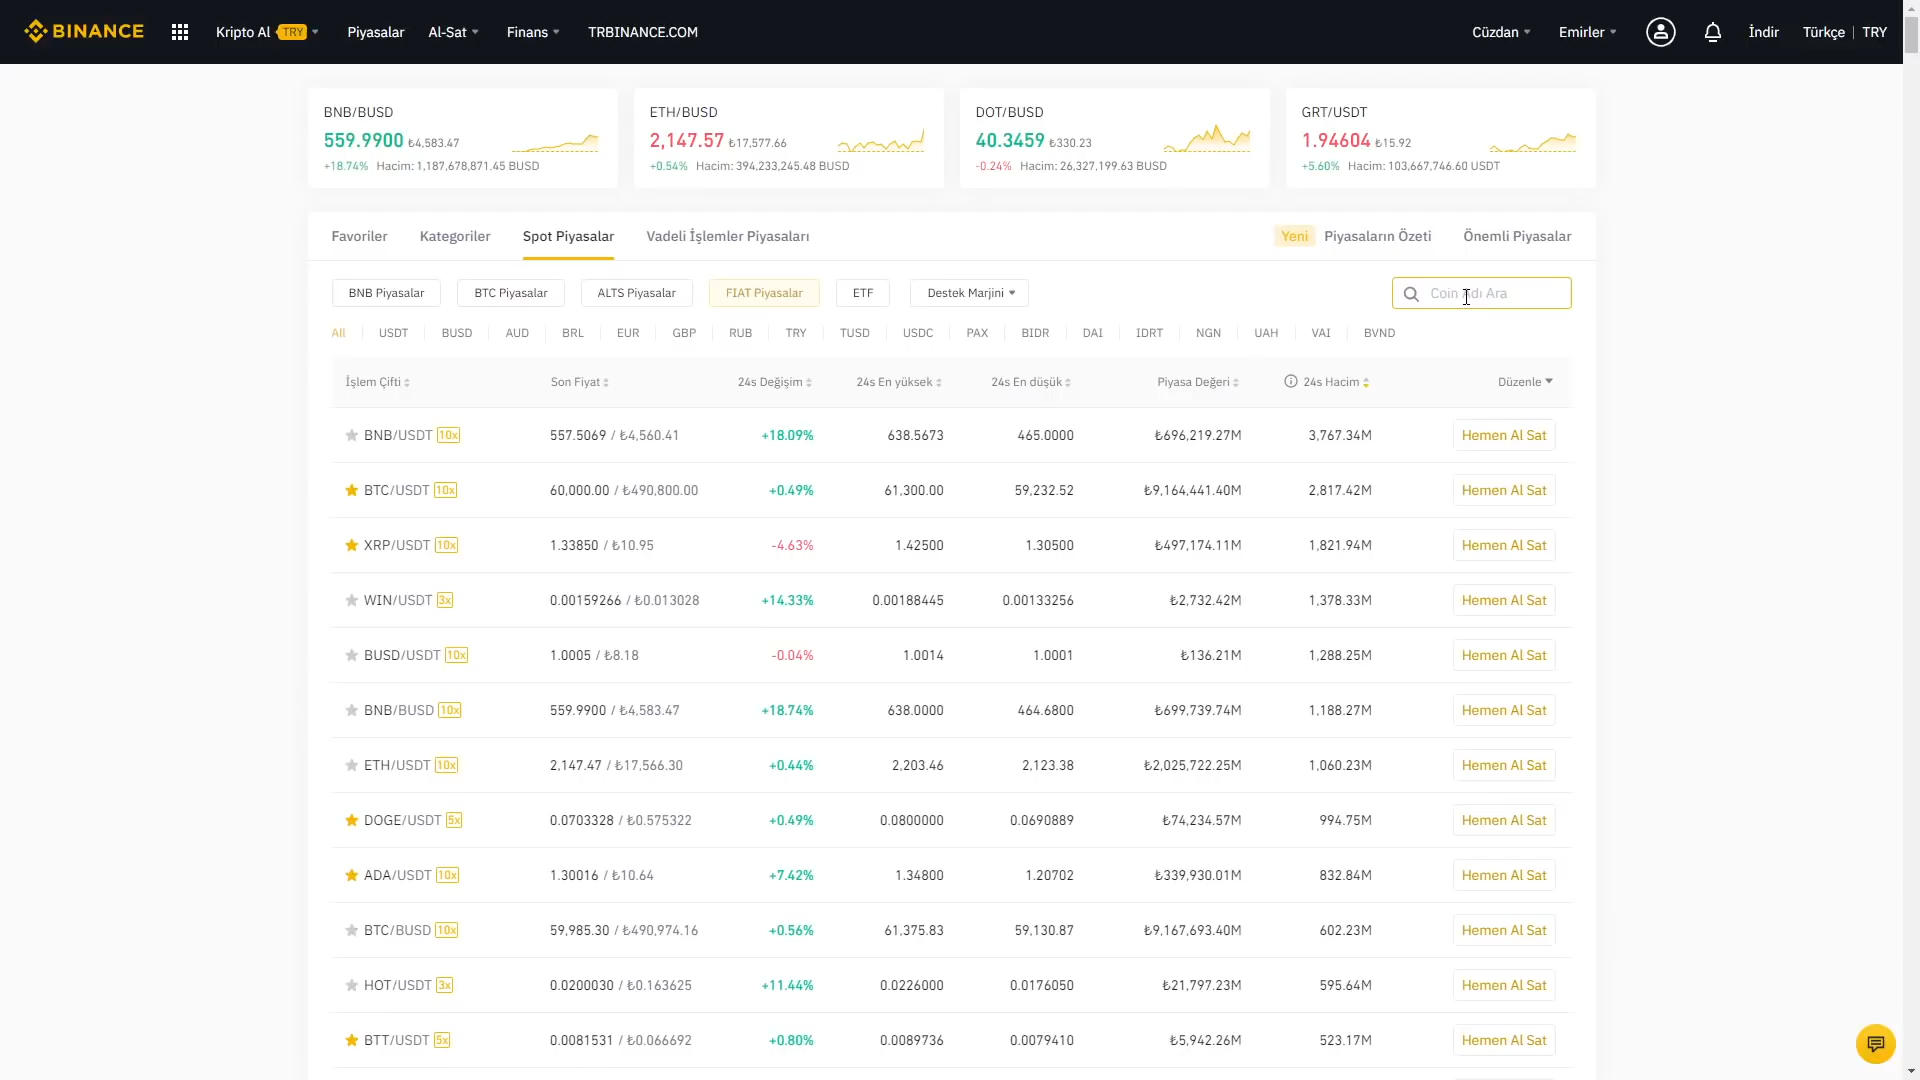 BINANCE Kripto Al TRY Piyasalar Al-Sat Finans TRBINANCE.COM Cüzdan Emirler İndir Türkçe | TRY
BNB/BUSD
559.9900 ₺4,583.47
+18.74% Hacim: 1,187,678,871.45 BUSD
ETH/BUSD
2,147.57 ₺17,577.66
+0.54% Hacim: 394,233,245.48 BUSD
DOT/BUSD
40.3459 ₺330.23
-0.24% Hacim: 26,327,199.63 BUSD
GRT/USDT
1.94604 ₺15.92
+5.60% Hacim: 103,667,746.60 USDT
Favoriler Kategoriler Spot Piyasalar Vadeli İşlemler Piyasaları Yeni Piyasaların Özeti Önemli Piyasalar
BNB Piyasalar BTC Piyasalar ALTS Piyasalar FIAT Piyasalar ETF Destek Marjini Coin Adı Ara
All USDT BUSD AUD BRL EUR GBP RUB TRY TUSD USDC PAX BIDR DAI IDRT NGN UAH VAI BVND
İşlem Çifti Son Fiyat 24s Değişim 24s En yüksek 24s En düşük Piyasa Değeri 24s Hacim Düzenle
BNB/USDT 10x 557.5069 / ₺4,560.41 +18.09% 638.5673 465.0000 ₺696,219.27M 3,767.34M Hemen Al Sat
BTC/USDT 10x 60,000.00 / ₺490,800.00 +0.49% 61,300.00 59,232.52 ₺9,164,441.40M 2,817.42M Hemen Al Sat
XRP/USDT 10x 1.33850 / ₺10.95 -4.63% 1.42500 1.30500 ₺497,174.11M 1,821.94M Hemen Al Sat
WIN/USDT 3x 0.00159266 / ₺0.013028 +14.33% 0.00188445 0.00133256 ₺2,732.42M 1,378.33M Hemen Al Sat
BUSD/USDT 10x 1.0005 / ₺8.18 -0.04% 1.0014 1.0001 ₺136.21M 1,288.25M Hemen Al Sat
BNB/BUSD 10x 559.9900 / ₺4,583.47 +18.74% 638.0000 464.6800 ₺699,739.74M 1,188.27M Hemen Al Sat
ETH/USDT 10x 2,147.47 / ₺17,566.30 +0.44% 2,203.46 2,123.38 ₺2,025,722.25M 1,060.23M Hemen Al Sat
DOGE/USDT 5x 0.0703328 / ₺0.575322 +0.49% 0.0800000 0.0690889 ₺74,234.57M 994.75M Hemen Al Sat
ADA/USDT 10x 1.30016 / ₺10.64 +7.42% 1.34800 1.20702 ₺339,930.01M 832.84M Hemen Al Sat
BTC/BUSD 10x 59,985.30 / ₺490,974.16 +0.56% 61,375.83 59,130.87 ₺9,167,693.40M 602.23M Hemen Al Sat
HOT/USDT 3x 0.0200030 / ₺0.163625 +11.44% 0.0226000 0.0176050 ₺21,797.23M 595.64M Hemen Al Sat
BTT/USDT 5x 0.0081531 / ₺0.066692 +0.80% 0.0089736 0.0079410 ₺5,942.26M 523.17M Hemen Al Sat